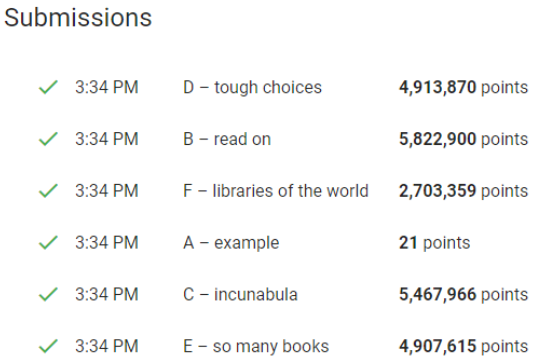 Submissions
3:34 PM D – tough choices 4,913,870 points
3:34 PM B – read on 5,822,900 points
3:34 PM F – libraries of the world 2,703,359 points
3:34 PM A – example 21 points
3:34 PM C – incunabula 5,467,966 points
3:34 PM E – so many books 4,907,615 points